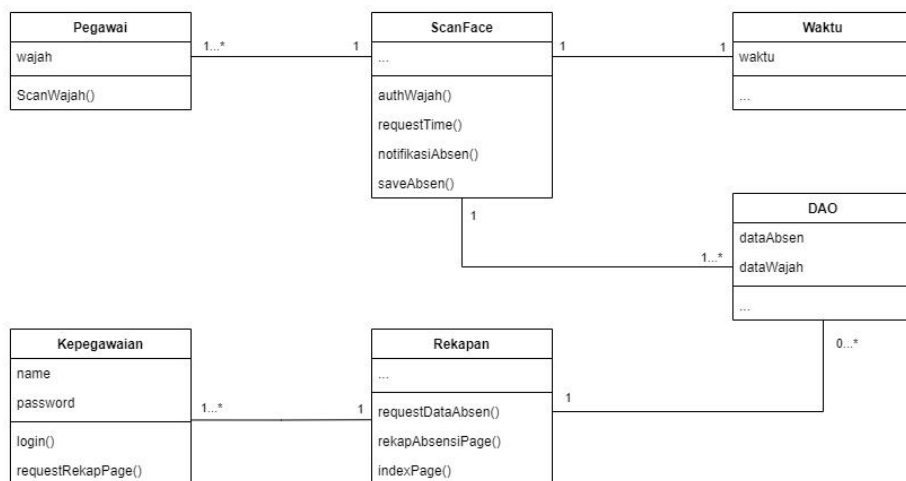 Pegawai
wajah
ScanWajah()
1...*
1
ScanFace
...
authWajah()
requestTime()
notifikasiAbsen()
saveAbsen()
1
1
Waktu
waktu
...
1
1...*
DAO
dataAbsen
dataWajah
...
0...*
Kepegawaian
name
password
login()
requestRekapPage()
1...*
1
Rekapan
...
requestDataAbsen()
rekapAbsensiPage()
indexPage()
1